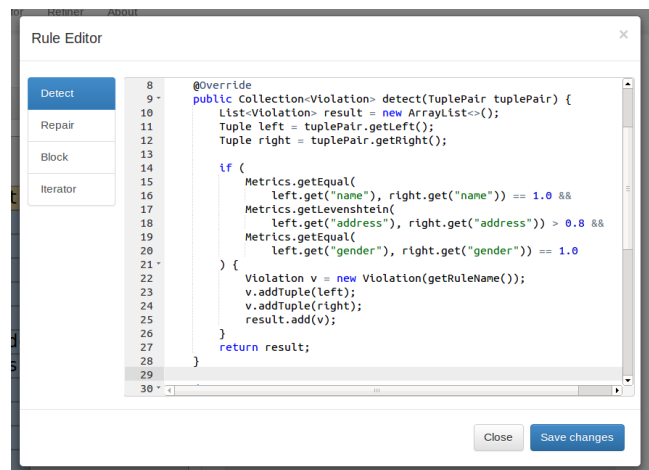 Refiner About
Rule Editor ×
Detect
Repair
Block
Iterator
8 @Override
9 public Collection<Violation> detect(TuplePair tuplePair) {
10 List<Violation> result = new ArrayList<>();
11 Tuple left = tuplePair.getLeft();
12 Tuple right = tuplePair.getRight();
13
14 if (
15 Metrics.getEqual(
16 left.get("name"), right.get("name")) == 1.0 &&
17 Metrics.getLevenshtein(
18 left.get("address"), right.get("address")) > 0.8 &&
19 Metrics.getEqual(
20 left.get("gender"), right.get("gender")) == 1.0
21 ) {
22 Violation v = new Violation(getRuleName());
23 v.addTuple(left);
24 v.addTuple(right);
25 result.add(v);
26 }
27 return result;
28 }
29
30
Close Save changes